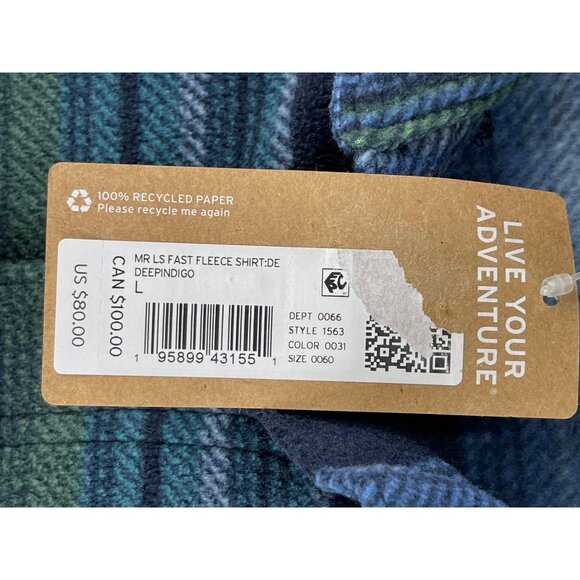 100% RECYCLED PAPER
Please recycle me again
MR LS FAST FLEECE SHIRT:DE
DEEPINDIGO
L
1 95899 43155 1
DEPT 0066
STYLE 1563
COLOR 0031
SIZE 0060
CAN $100.00
US $80.00
LIVE YOUR
ADVENTURE®